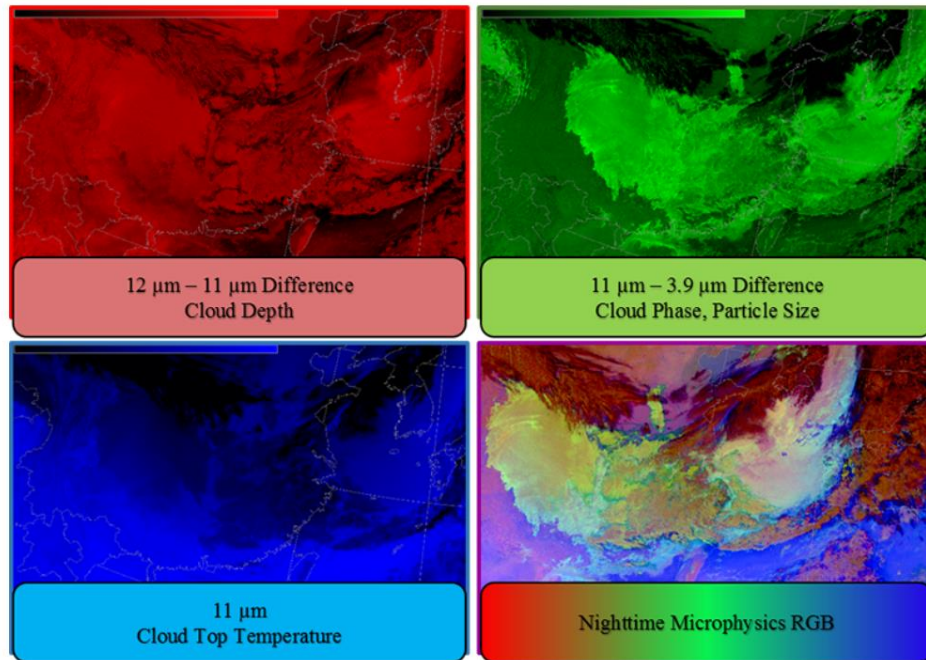 12 µm – 11 µm Difference
Cloud Depth
11 µm – 3.9 µm Difference
Cloud Phase, Particle Size
11 µm
Cloud Top Temperature
Nighttime Microphysics RGB